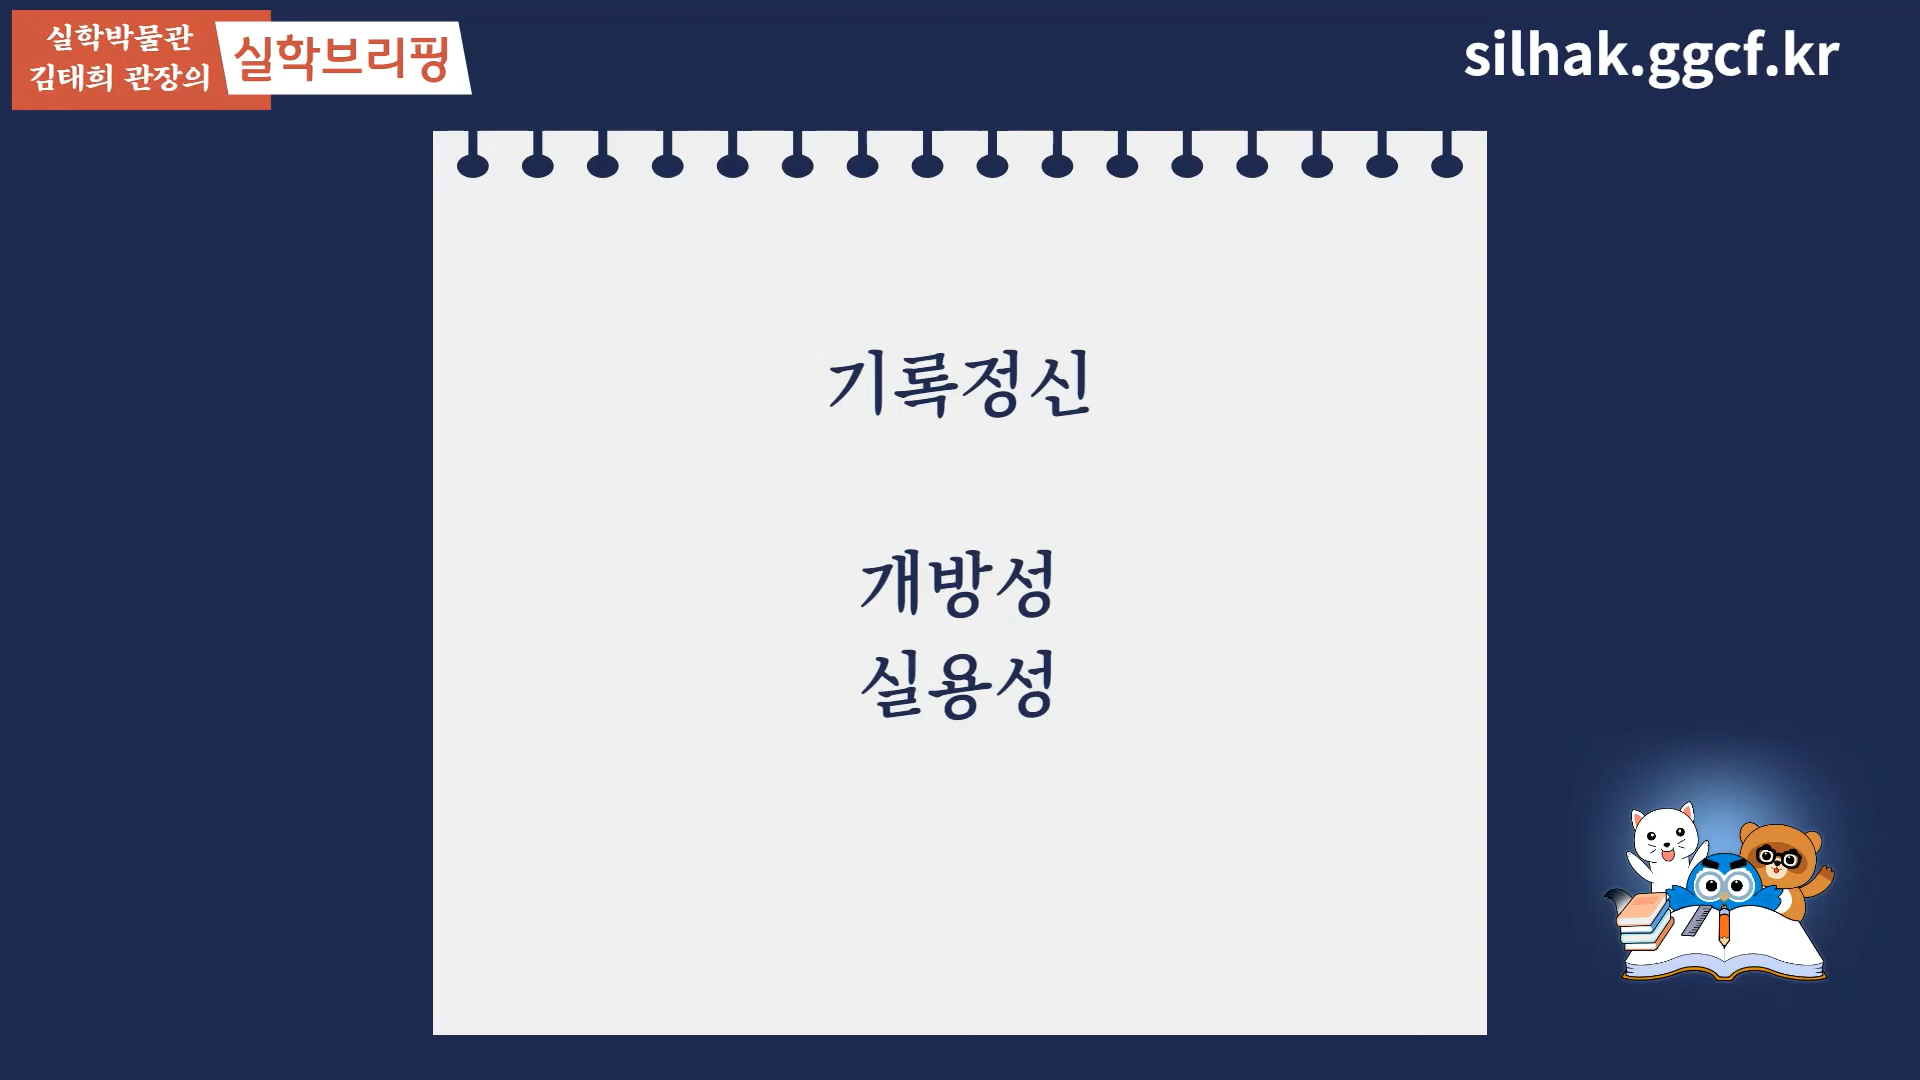 실학박물관
김태희 관장의
실학브리핑
silhak.ggcf.kr
기록정신
개방성
실용성